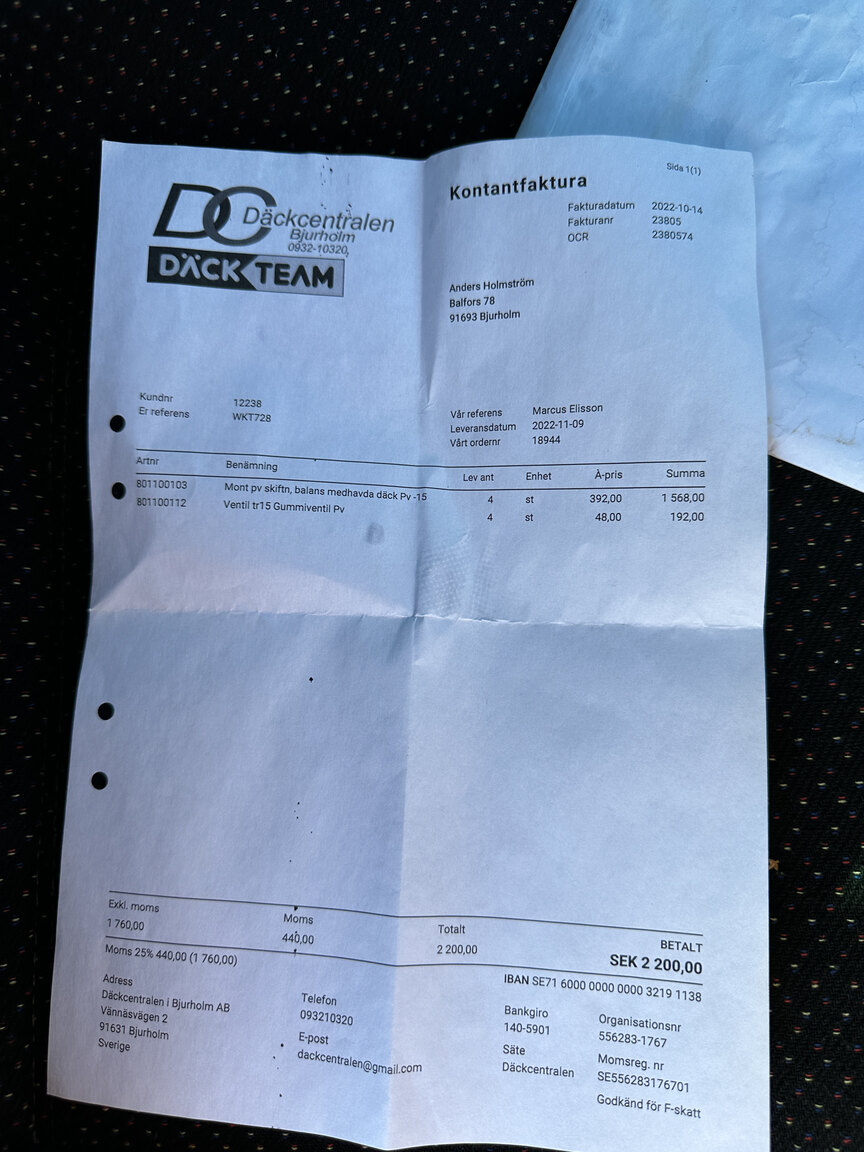 Sida 1(1)
DC Däckcentralen
Bjurholm
0932-10320,
DÄCK TEAM
Kontantfaktura
Fakturadatum 2022-10-14
Fakturanr 23805
OCR 2380574
Anders Holmström
Balfors 78
91693 Bjurholm
Kundnr 12238
Er referens WKT728
Vår referens Marcus Elisson
Leveransdatum 2022-11-09
Vårt ordernr 18944
Artnr Benämning Lev ant Enhet À-pris Summa
801100103 Mont pv skiftn, balans medhavda däck Pv -15 4 st 392,00 1 568,00
801100112 Ventil tr15 Gummiventil Pv 4 st 48,00 192,00
Exkl. moms Moms Totalt BETALT
1 760,00 440,00 2 200,00 SEK 2 200,00
Moms 25% 440,00 (1 760,00)
IBAN SE71 6000 0000 0000 3219 1138
Adress
Däckcentralen i Bjurholm AB
Vännäsvägen 2
91631 Bjurholm
Sverige
Telefon
093210320
E-post
dackcentralen@gmail.com
Bankgiro
140-5901
Säte
Däckcentralen
Organisationsnr
556283-1767
Momsreg. nr
SE556283176701
Godkänd för F-skatt